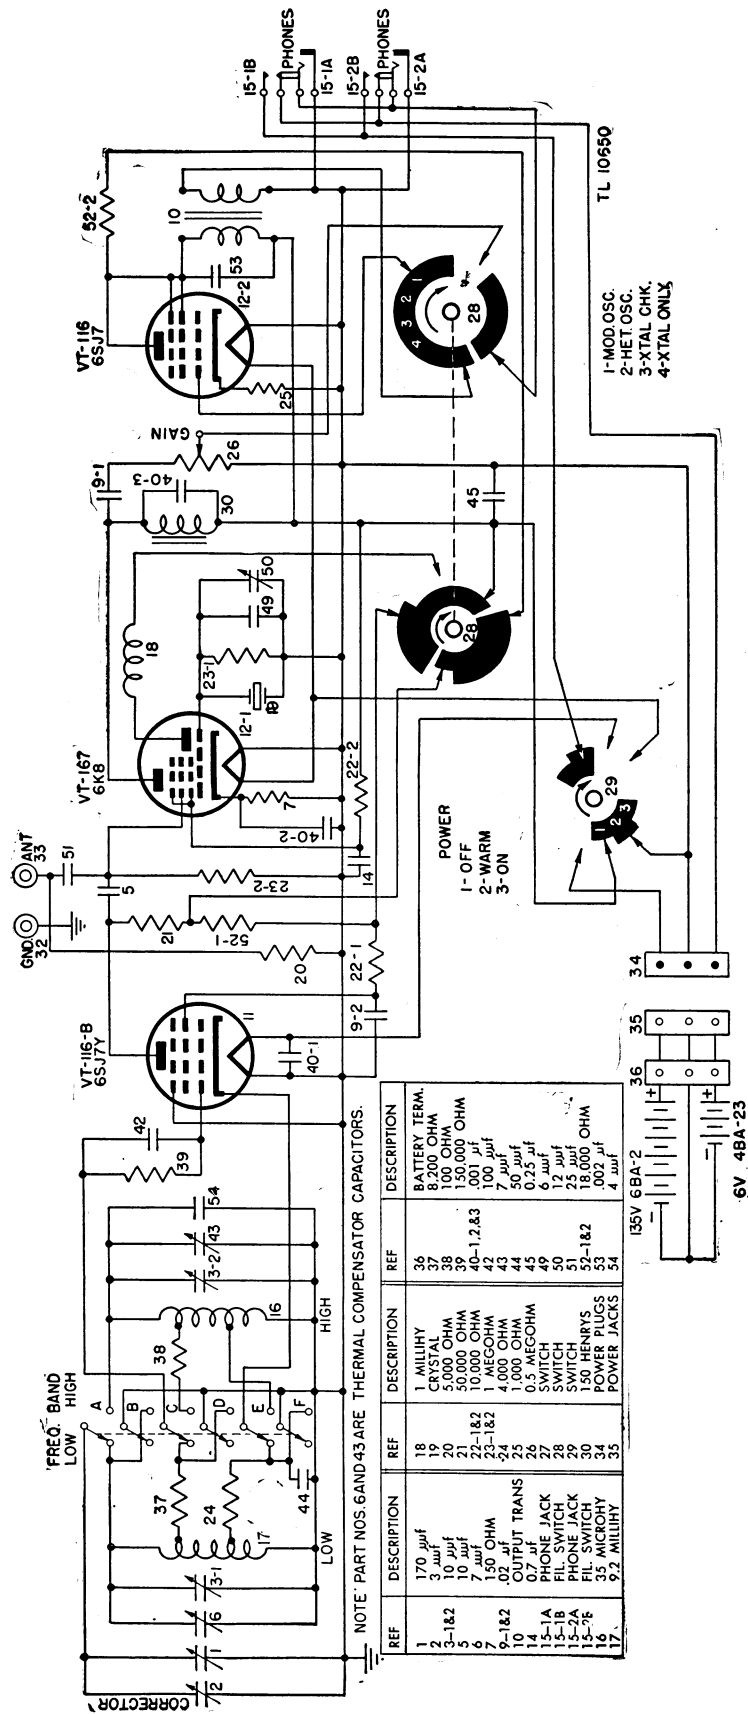 PHONES
15-1B
15-1A
PHONES
15-2B
15-2A
TL 10650
52-2
10
53
12-2
VT-116
6SJ7
25
28
1
2
3
4
1-MOD.OSC.
2-HET.OSC.
3-XTAL CHK.
4-XTAL ONLY.
GAIN
26
9-1
40-3
30
45
50
49
18
23-1
12-1
19
28
VT-167
6K8
7
40-2
22-2
14
29
1
2
3
POWER
1-OFF
2-WARM
3-ON
ANT
33
51
5
GND.
32
23-2
21
52-1
20
22-1
9-2
34
35
36
VT-116-B
6SJ7Y
11
40-1
42
39
54
43
3-2
16
HIGH
38
FREQ. BAND
LOW HIGH
A
B
C
D
E
F
37
24
44
17
LOW
3-1
6
1
2
CORRECTOR
135V 6BA-2
6V 4BA-23
NOTE: PART NOS. 6 AND 43 ARE THERMAL COMPENSATOR CAPACITORS.
REF DESCRIPTION REF DESCRIPTION REF DESCRIPTION
1 170 µµf 18 1 MILLIHY 36 BATTERY TERM.
2 3 µµf 19 CRYSTAL 37 8,200 OHM
3-1&2 10 µµf 20 5,000 OHM 38 100 OHM
5 10 µµf 21 50,000 OHM 39 150,000 OHM
6 7 µµf 22-1&2 10,000 OHM 40-1,2,&3 .001 µf
7 150 OHM 23-1&2 1 MEGOHM 42 100 µµf
9-1&2 .02 µf 24 4,000 OHM 43 7 µµf
10 OUTPUT TRANS 25 1,000 OHM 44 50 µµf
14 0.7 µf 26 0.5 MEGOHM 45 0.25 µf
15-1A PHONE JACK 27 SWITCH 49 6 µµf
15-1B FIL. SWITCH 28 SWITCH 50 12 µµf
15-2A PHONE JACK 29 SWITCH 51 25 µµf
15-2B FIL. SWITCH 30 150 HENRYS 52-1&2 18,000 OHM
16 35 MICROHY 34 POWER PLUGS 53 .002 µf
17 9.2 MILLIHY 35 POWER JACKS 54 4 µµf